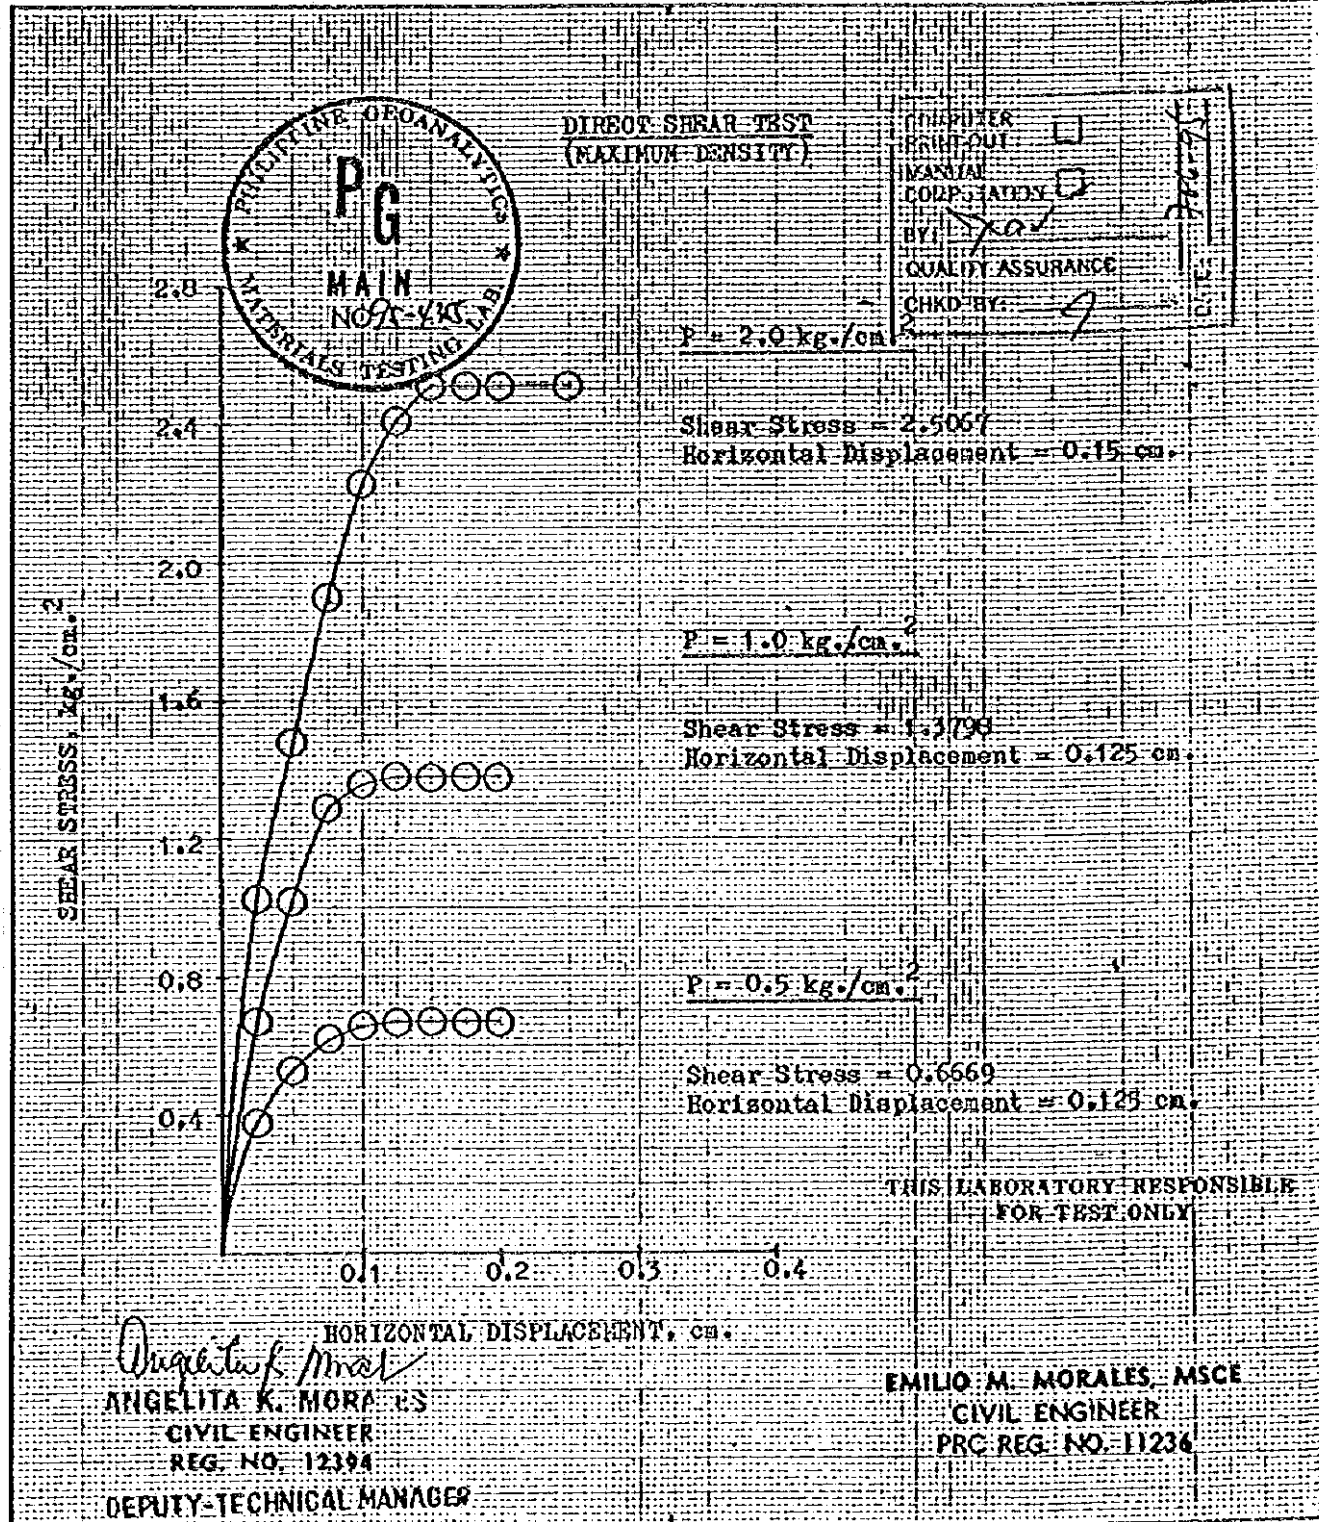 DIRECT SHEAR TEST
(MAXIMUM DENSITY)
PHILIPPINE GEOANALYTICS
PG
MAIN
NO
★ MATERIALS TESTING LAB. ★
COMPUTER
PRINT-OUT
MANUAL
COMPUTATION
BY:
QUALITY ASSURANCE
CHKD BY:
DATE:
P = 2.0 kg./cm.2
Shear Stress = 2.5067
Horizontal Displacement = 0.15 cm.
P = 1.0 kg./cm.2
Shear Stress = 1.3798
Horizontal Displacement = 0.125 cm.
P = 0.5 kg./cm.2
Shear Stress = 0.6669
Horizontal Displacement = 0.125 cm.
THIS LABORATORY RESPONSIBLE
FOR TEST ONLY
SHEAR STRESS, kg./cm.2
2.8
2.4
2.0
1.6
1.2
0.8
0.4
0.1 0.2 0.3 0.4
HORIZONTAL DISPLACEMENT, cm.
ANGELITA K. MORALES
CIVIL ENGINEER
REG. NO. 12394
DEPUTY-TECHNICAL MANAGER
EMILIO M. MORALES, MSCE
CIVIL ENGINEER
PRC REG. NO. 11236